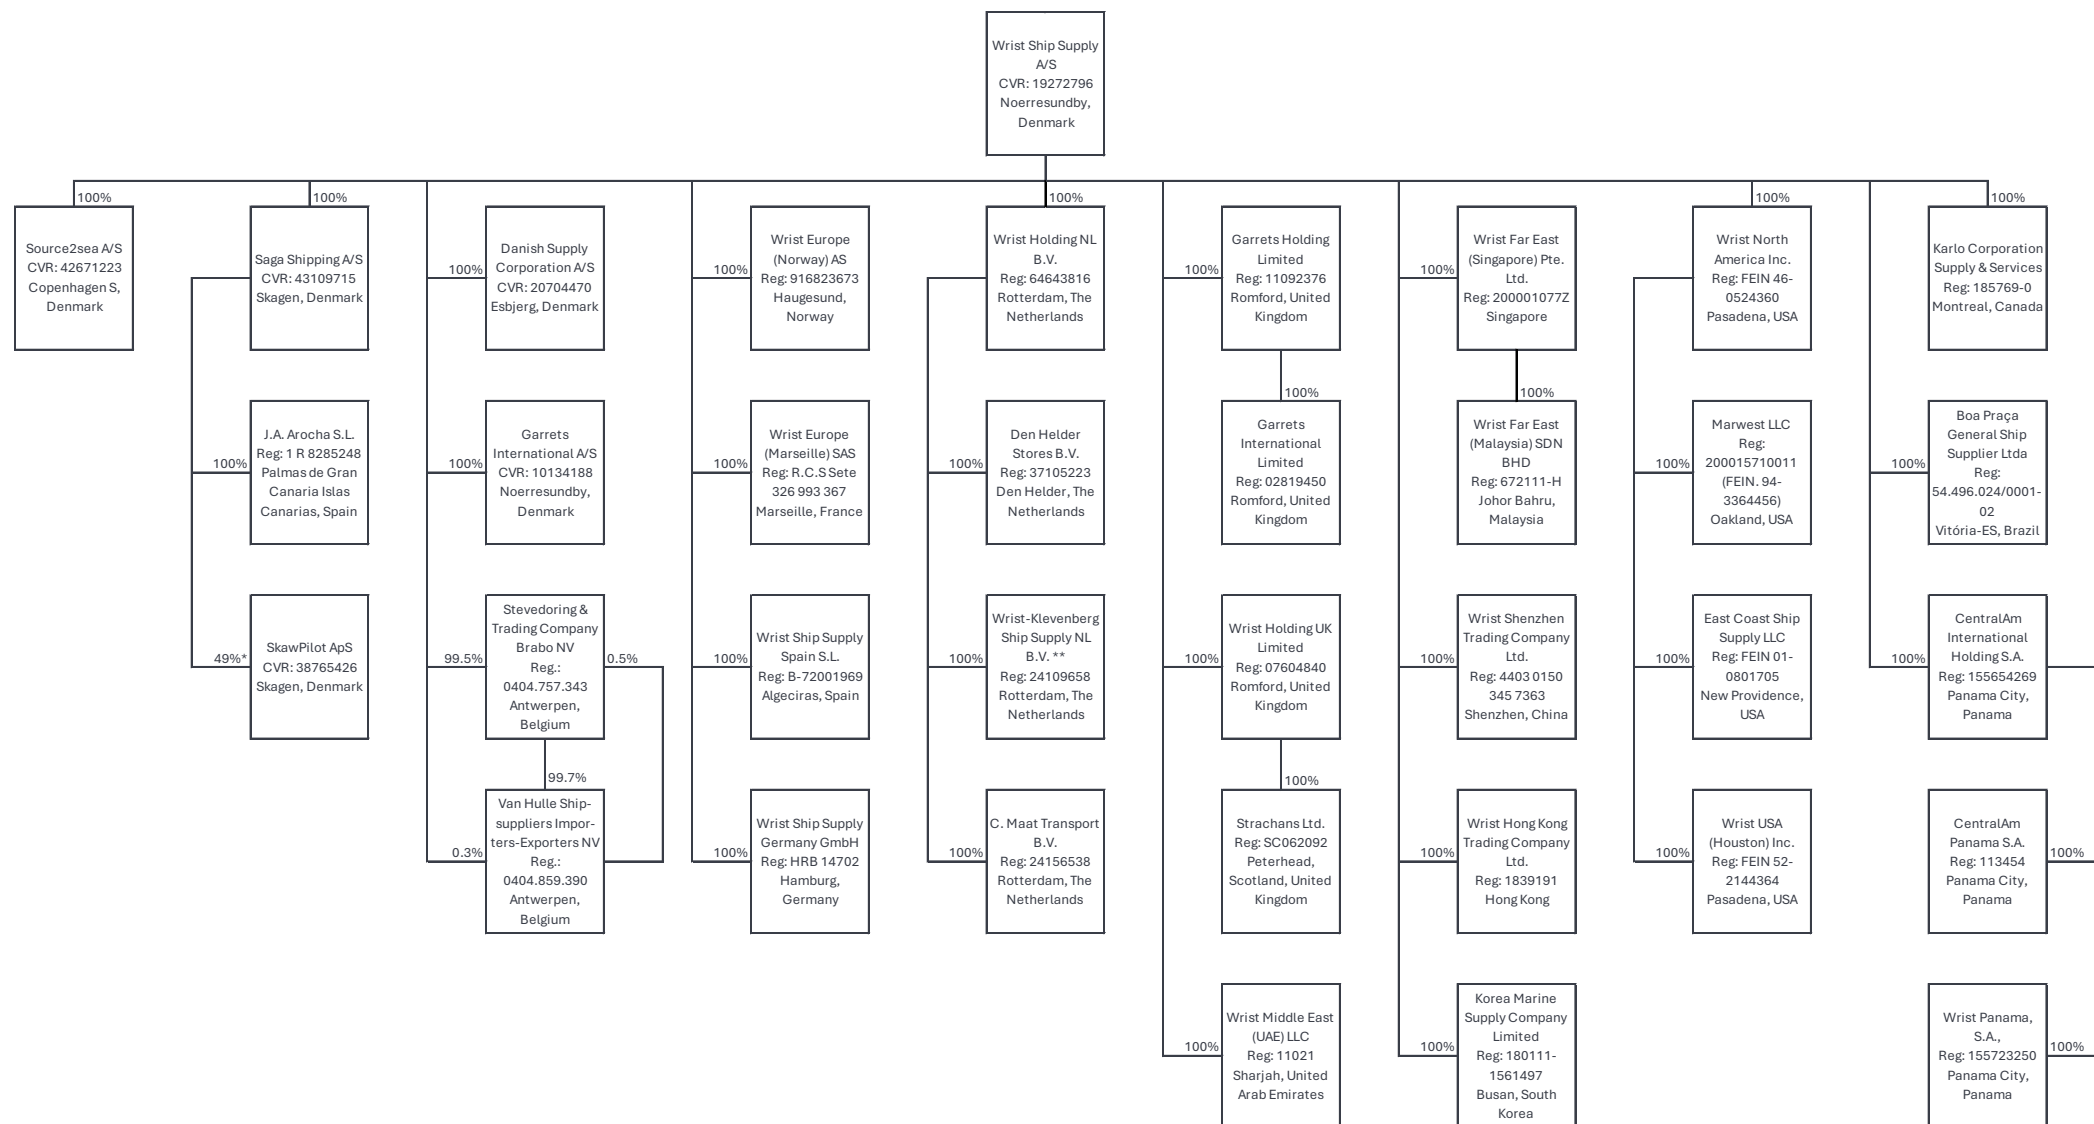 Wrist Ship Supply
A/S
CVR: 19272796
Noerresundby,
Denmark
100%
Source2sea A/S
CVR: 42671223
Copenhagen S,
Denmark
100%
Saga Shipping A/S
CVR: 43109715
Skagen, Denmark
100%
J.A. Arocha S.L.
Reg: 1 R 8285248
Palmas de Gran
Canaria Islas
Canarias, Spain
49%*
SkawPilot ApS
CVR: 38765426
Skagen, Denmark
100%
Danish Supply
Corporation A/S
CVR: 20704470
Esbjerg, Denmark
100%
Garrets
International A/S
CVR: 10134188
Noerresundby,
Denmark
99.5%
Stevedoring &
Trading Company
Brabo NV
Reg.:
0404.757.343
Antwerpen,
Belgium
0.5%
99.7%
0.3%
Van Hulle Ship-
suppliers Impor-
ters-Exporters NV
Reg.:
0404.859.390
Antwerpen,
Belgium
100%
Wrist Europe
(Norway) AS
Reg: 916823673
Haugesund,
Norway
100%
Wrist Europe
(Marseille) SAS
Reg: R.C.S Sete
326 993 367
Marseille, France
100%
Wrist Ship Supply
Spain S.L.
Reg: B-72001969
Algeciras, Spain
100%
Wrist Ship Supply
Germany GmbH
Reg: HRB 14702
Hamburg,
Germany
100%
Wrist Holding NL
B.V.
Reg: 64643816
Rotterdam, The
Netherlands
100%
Den Helder
Stores B.V.
Reg: 37105223
Den Helder, The
Netherlands
100%
Wrist-Klevenberg
Ship Supply NL
B.V. **
Reg: 24109658
Rotterdam, The
Netherlands
100%
C. Maat Transport
B.V.
Reg: 24156538
Rotterdam, The
Netherlands
100%
Garrets Holding
Limited
Reg: 11092376
Romford, United
Kingdom
100%
Garrets
International
Limited
Reg: 02819450
Romford, United
Kingdom
100%
Wrist Holding UK
Limited
Reg: 07604840
Romford, United
Kingdom
100%
Strachans Ltd.
Reg: SC062092
Peterhead,
Scotland, United
Kingdom
100%
Wrist Middle East
(UAE) LLC
Reg: 11021
Sharjah, United
Arab Emirates
100%
Wrist Far East
(Singapore) Pte.
Ltd.
Reg: 200001077Z
Singapore
100%
Wrist Far East
(Malaysia) SDN
BHD
Reg: 672111-H
Johor Bahru,
Malaysia
100%
Wrist Shenzhen
Trading Company
Ltd.
Reg: 4403 0150
345 7363
Shenzhen, China
100%
Wrist Hong Kong
Trading Company
Ltd.
Reg: 1839191
Hong Kong
100%
Korea Marine
Supply Company
Limited
Reg: 180111-
1561497
Busan, South
Korea
100%
Wrist North
America Inc.
Reg: FEIN 46-
0524360
Pasadena, USA
100%
Marwest LLC
Reg:
200015710011
(FEIN. 94-
3364456)
Oakland, USA
100%
East Coast Ship
Supply LLC
Reg: FEIN 01-
0801705
New Providence,
USA
100%
Wrist USA
(Houston) Inc.
Reg: FEIN 52-
2144364
Pasadena, USA
100%
Karlo Corporation
Supply & Services
Reg: 185769-0
Montreal, Canada
100%
Boa Praça
General Ship
Supplier Ltda
Reg:
54.496.024/0001-
02
Vitória-ES, Brazil
100%
CentralAm
International
Holding S.A.
Reg: 155654269
Panama City,
Panama
CentralAm
Panama S.A.
Reg: 113454
Panama City,
Panama
100%
Wrist Panama,
S.A.,
Reg: 155723250
Panama City,
Panama
100%